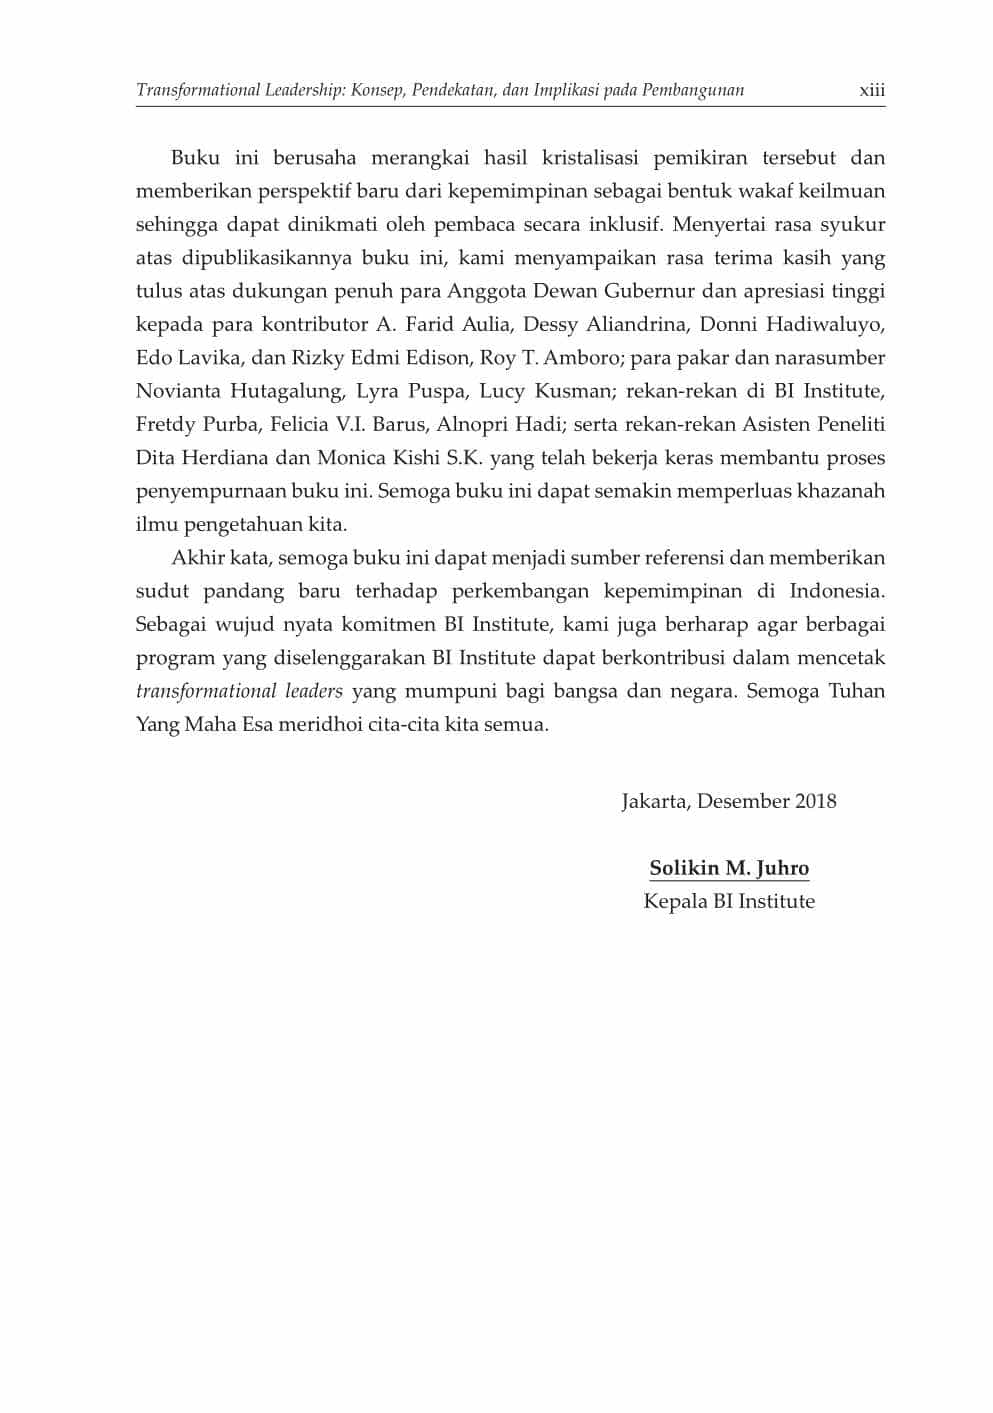 Transformational Leadership: Konsep, Pendekatan, dan Implikasi pada Pembangunan xiii
Buku ini berusaha merangkai hasil kristalisasi pemikiran tersebut dan
memberikan perspektif baru dari kepemimpinan sebagai bentuk wakaf keilmuan
sehingga dapat dinikmati oleh pembaca secara inklusif. Menyertai rasa syukur
atas dipublikasikannya buku ini, kami menyampaikan rasa terima kasih yang
tulus atas dukungan penuh para Anggota Dewan Gubernur dan apresiasi tinggi
kepada para kontributor A. Farid Aulia, Dessy Aliandrina, Donni Hadiwaluyo,
Edo Lavika, dan Rizky Edmi Edison, Roy T. Amboro; para pakar dan narasumber
Novianta Hutagalung, Lyra Puspa, Lucy Kusman; rekan-rekan di BI Institute,
Fretdy Purba, Felicia V.I. Barus, Alnopri Hadi; serta rekan-rekan Asisten Peneliti
Dita Herdiana dan Monica Kishi S.K. yang telah bekerja keras membantu proses
penyempurnaan buku ini. Semoga buku ini dapat semakin memperluas khazanah
ilmu pengetahuan kita.
Akhir kata, semoga buku ini dapat menjadi sumber referensi dan memberikan
sudut pandang baru terhadap perkembangan kepemimpinan di Indonesia.
Sebagai wujud nyata komitmen BI Institute, kami juga berharap agar berbagai
program yang diselenggarakan BI Institute dapat berkontribusi dalam mencetak
transformational leaders yang mumpuni bagi bangsa dan negara. Semoga Tuhan
Yang Maha Esa meridhoi cita-cita kita semua.
Jakarta, Desember 2018
Solikin M. Juhro
Kepala BI Institute